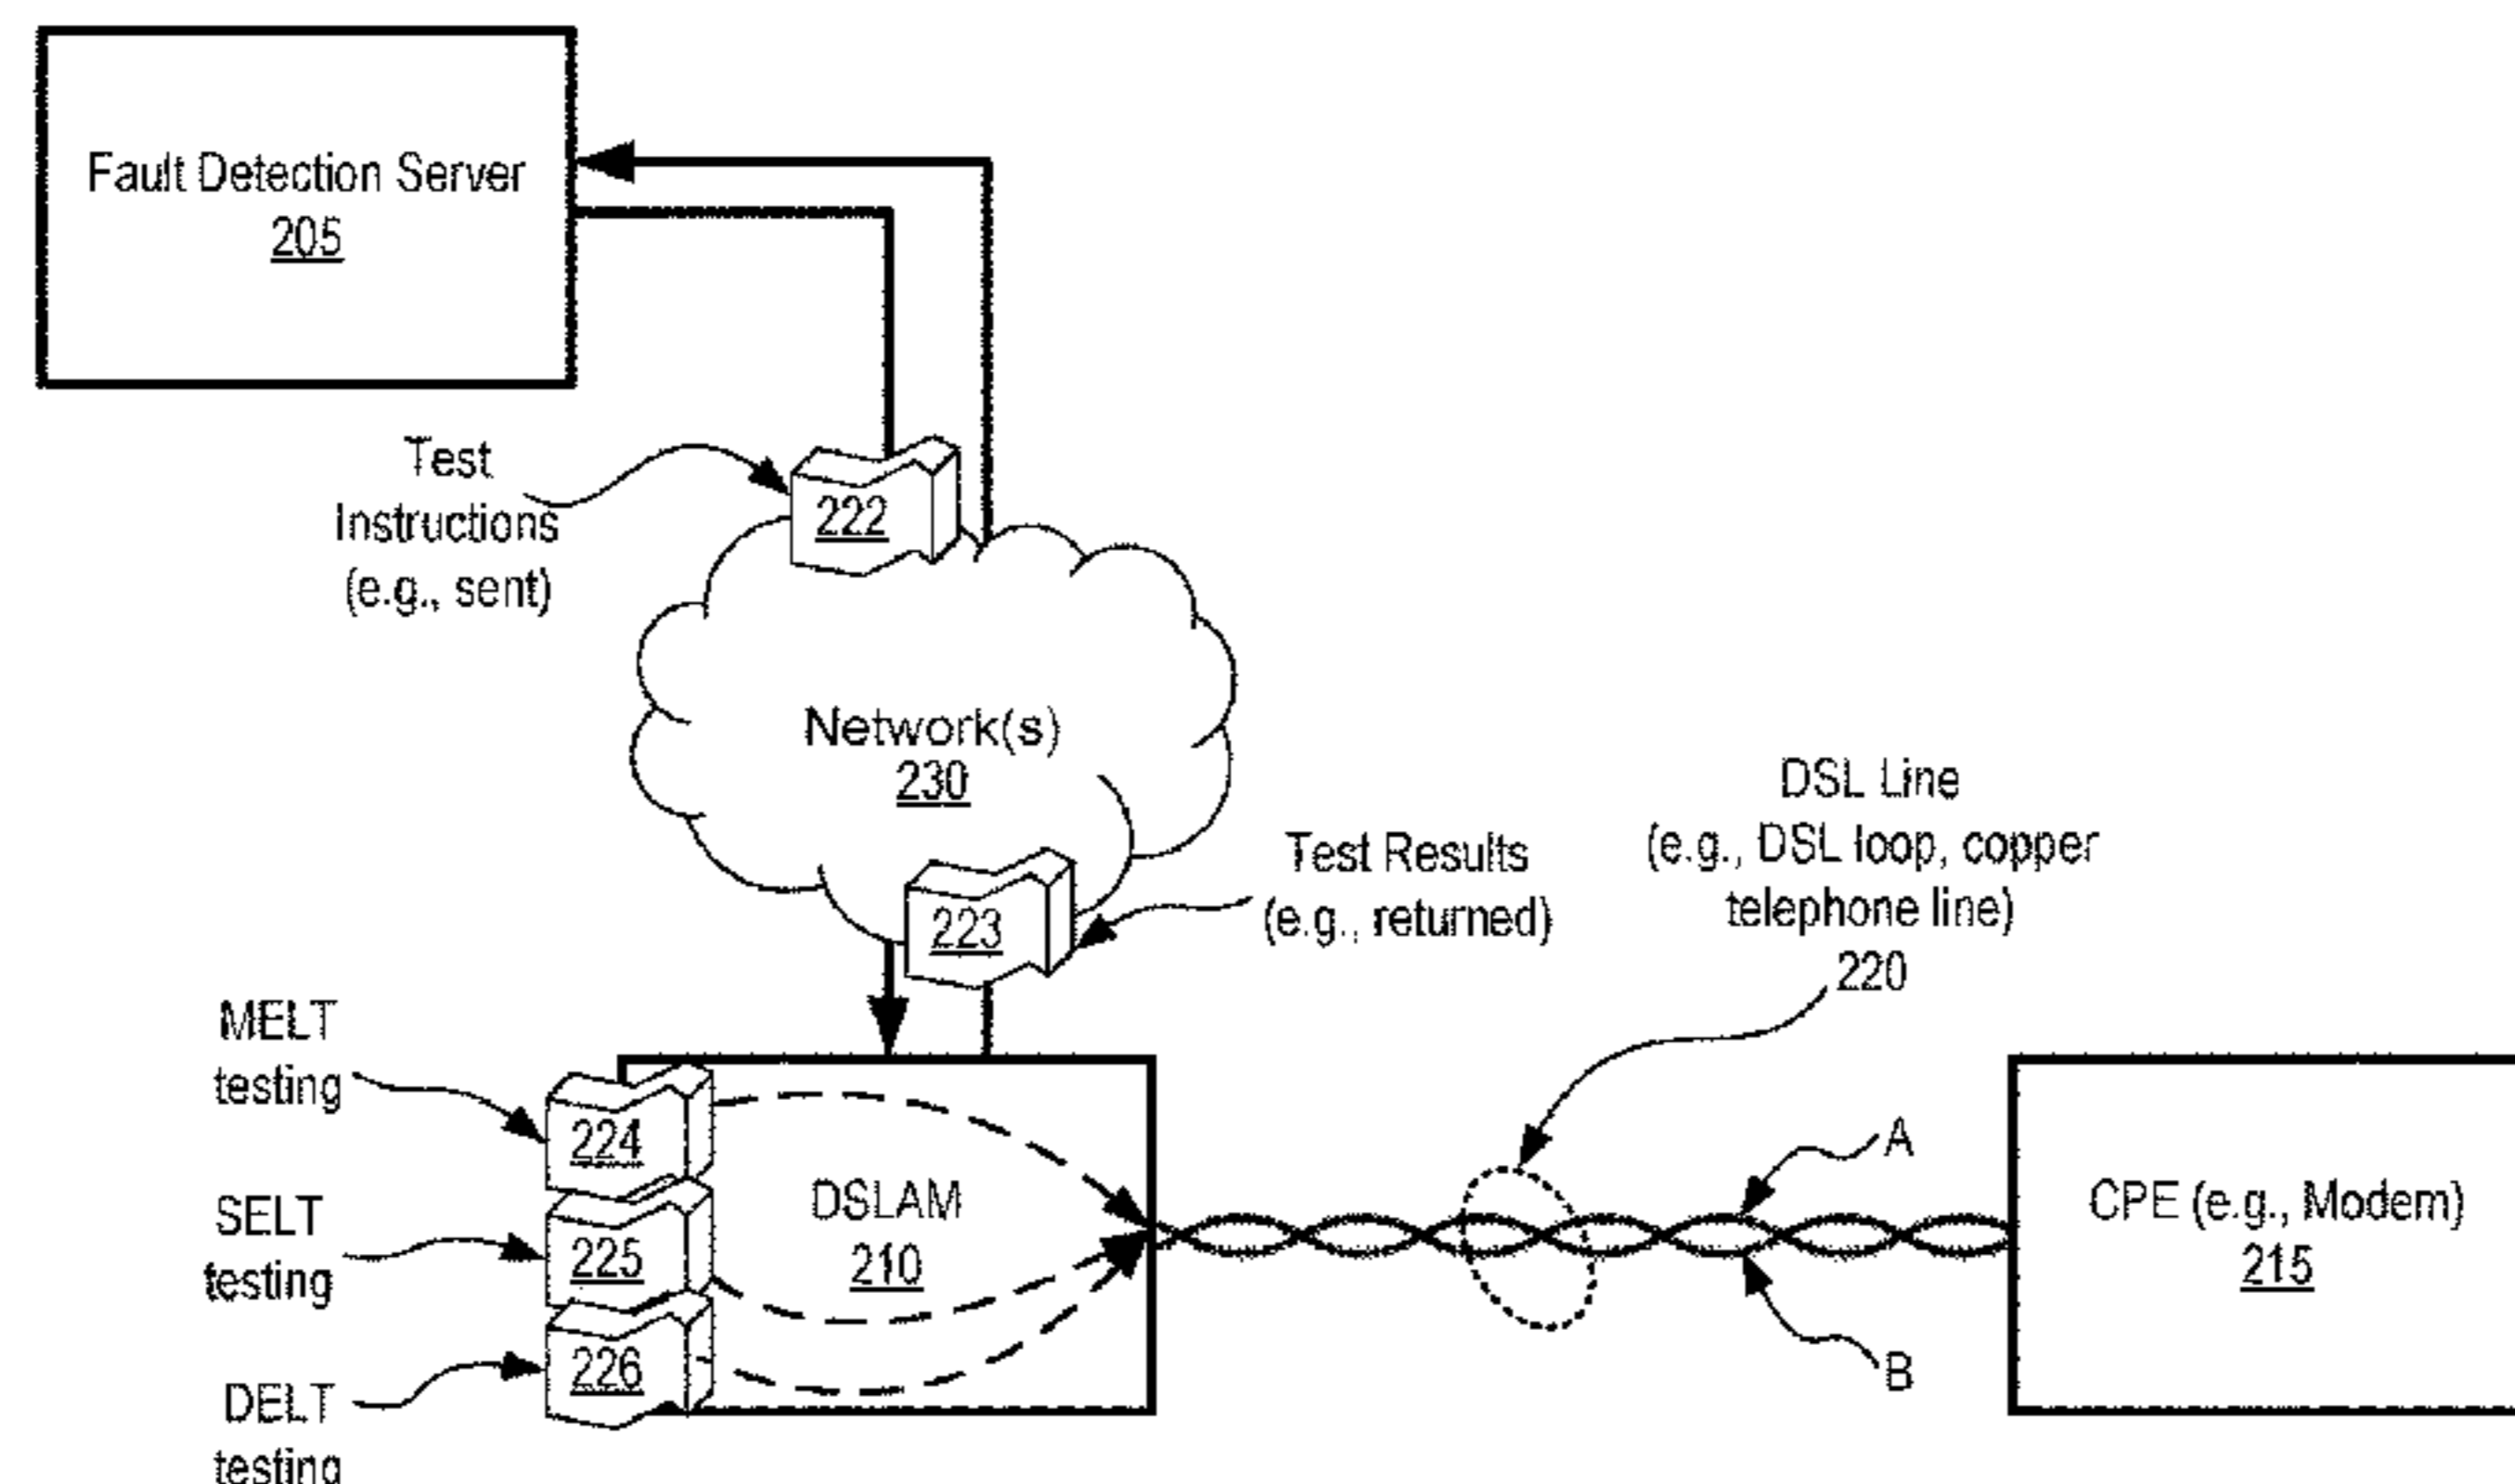 Fault Detection Server
205
Test
Instructions
(e.g., sent)
222
Network(s)
230
223
Test Results
(e.g., returned)
DSL Line
(e.g., DSL loop, copper
telephone line)
220
MELT
testing
224
SELT
testing
225
DELT
testing
226
DSLAM
210
A
B
CPE (e.g., Modem)
215